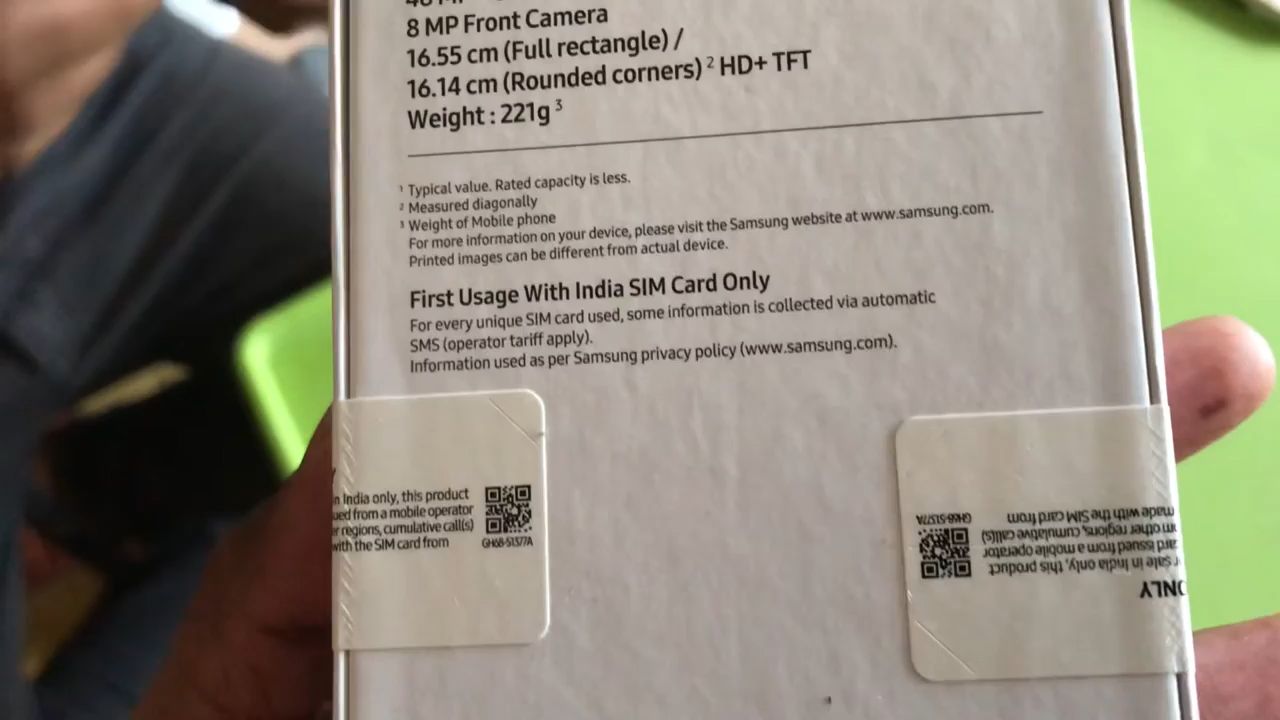 8 MP Front Camera
16.55 cm (Full rectangle) /
16.14 cm (Rounded corners) ² HD+ TFT
Weight : 221g ³
¹ Typical value. Rated capacity is less.
² Measured diagonally
³ Weight of Mobile phone
For more information on your device, please visit the Samsung website at www.samsung.com.
Printed images can be different from actual device.
First Usage With India SIM Card Only
For every unique SIM card used, some information is collected via automatic
SMS (operator tariff apply).
Information used as per Samsung privacy policy (www.samsung.com).
India only, this product
from a mobile operator
regions, cumulative call(s)
with the SIM card from
GH68-51577A
ONLY
sale in India only, this product
card issued from a mobile operator
in other regions, cumulative call(s)
made with the SIM card from
GH68-51577A